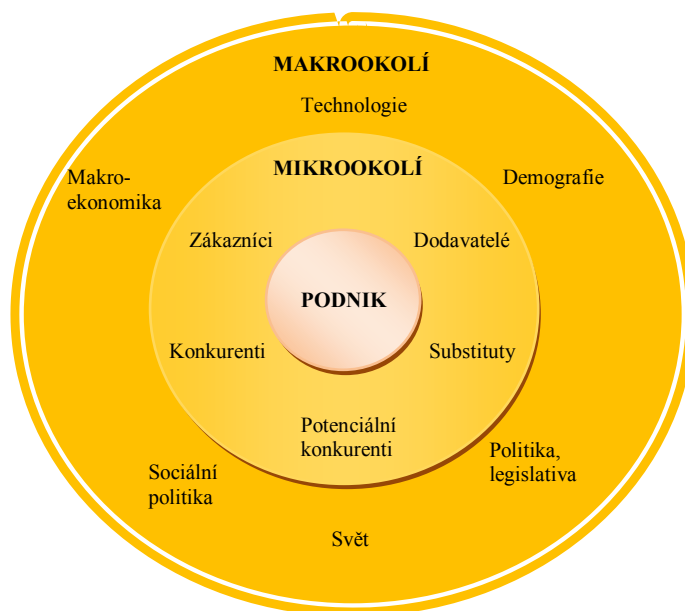 MAKROOKOLÍ
Technologie
MIKROOKOLÍ
Makro-
ekonomika
Demografie
Zákazníci
Dodavatelé
PODNIK
Konkurenti
Substituty
Potenciální
konkurenti
Politika,
legislativa
Sociální
politika
Svět